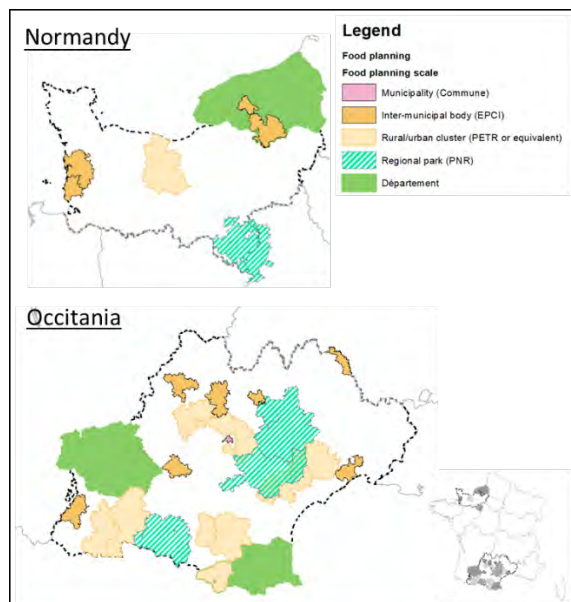 Normandy
Legend
Food planning
Food planning scale
Municipality (Commune)
Inter-municipal body (EPCI)
Rural/urban cluster (PETR or equivalent)
Regional park (PNR)
Département
Occitania